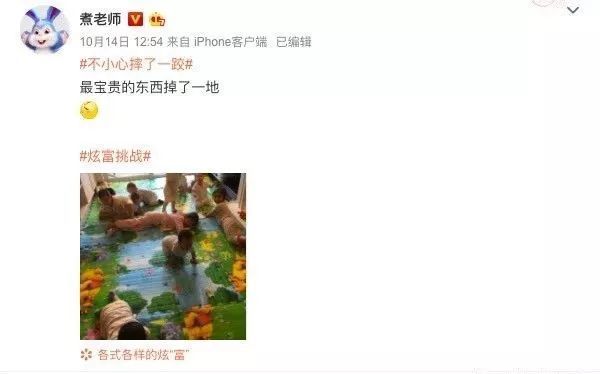 煮老师
10月14日 12:54 来自 iPhone客户端 已编辑
#不小心摔了一跤#
最宝贵的东西掉了一地
#炫富挑战#
各式各样的炫“富”